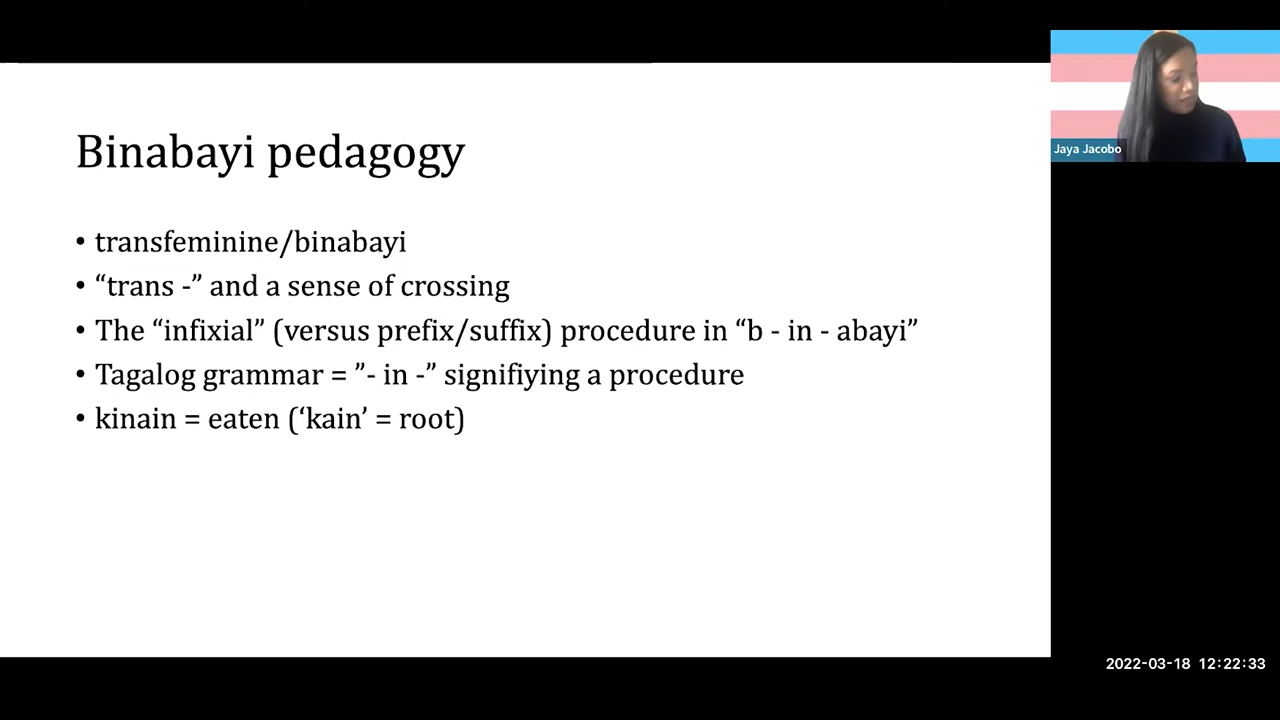 Binabayi pedagogy
• transfeminine/binabayi
• “trans -” and a sense of crossing
• The “infixial” (versus prefix/suffix) procedure in “b - in - abayi”
• Tagalog grammar = ”- in -” signifiying a procedure
• kinain = eaten (‘kain’ = root)
Jaya Jacobo
2022-03-18 12:22:33